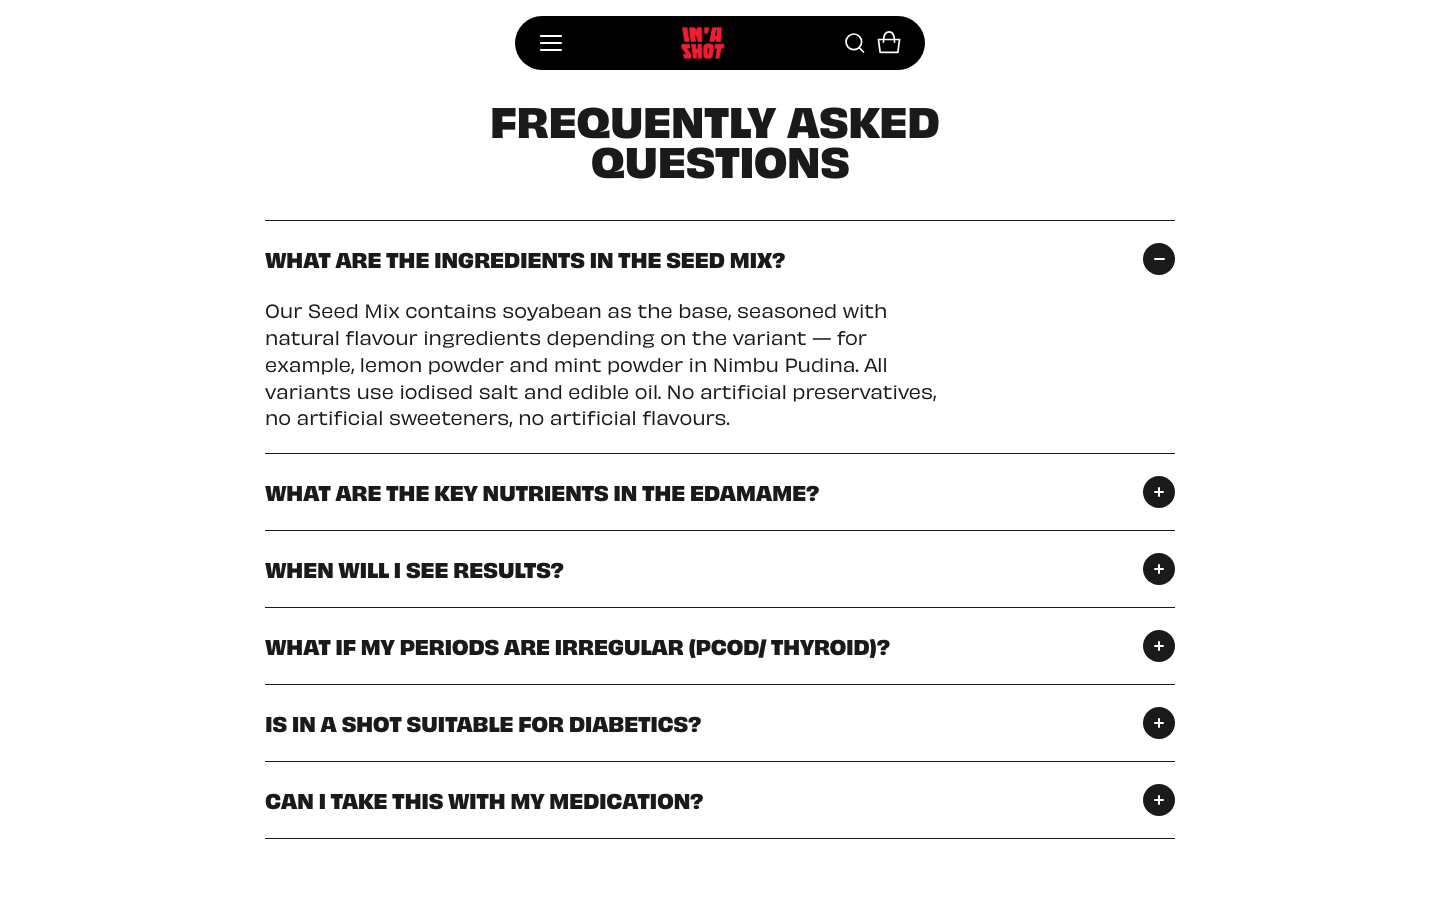 IN'A
SHOT
FREQUENTLY ASKED
QUESTIONS
WHAT ARE THE INGREDIENTS IN THE SEED MIX?
Our Seed Mix contains soyabean as the base, seasoned with
natural flavour ingredients depending on the variant — for
example, lemon powder and mint powder in Nimbu Pudina. All
variants use iodised salt and edible oil. No artificial preservatives,
no artificial sweeteners, no artificial flavours.
WHAT ARE THE KEY NUTRIENTS IN THE EDAMAME?
WHEN WILL I SEE RESULTS?
WHAT IF MY PERIODS ARE IRREGULAR (PCOD/ THYROID)?
IS IN A SHOT SUITABLE FOR DIABETICS?
CAN I TAKE THIS WITH MY MEDICATION?